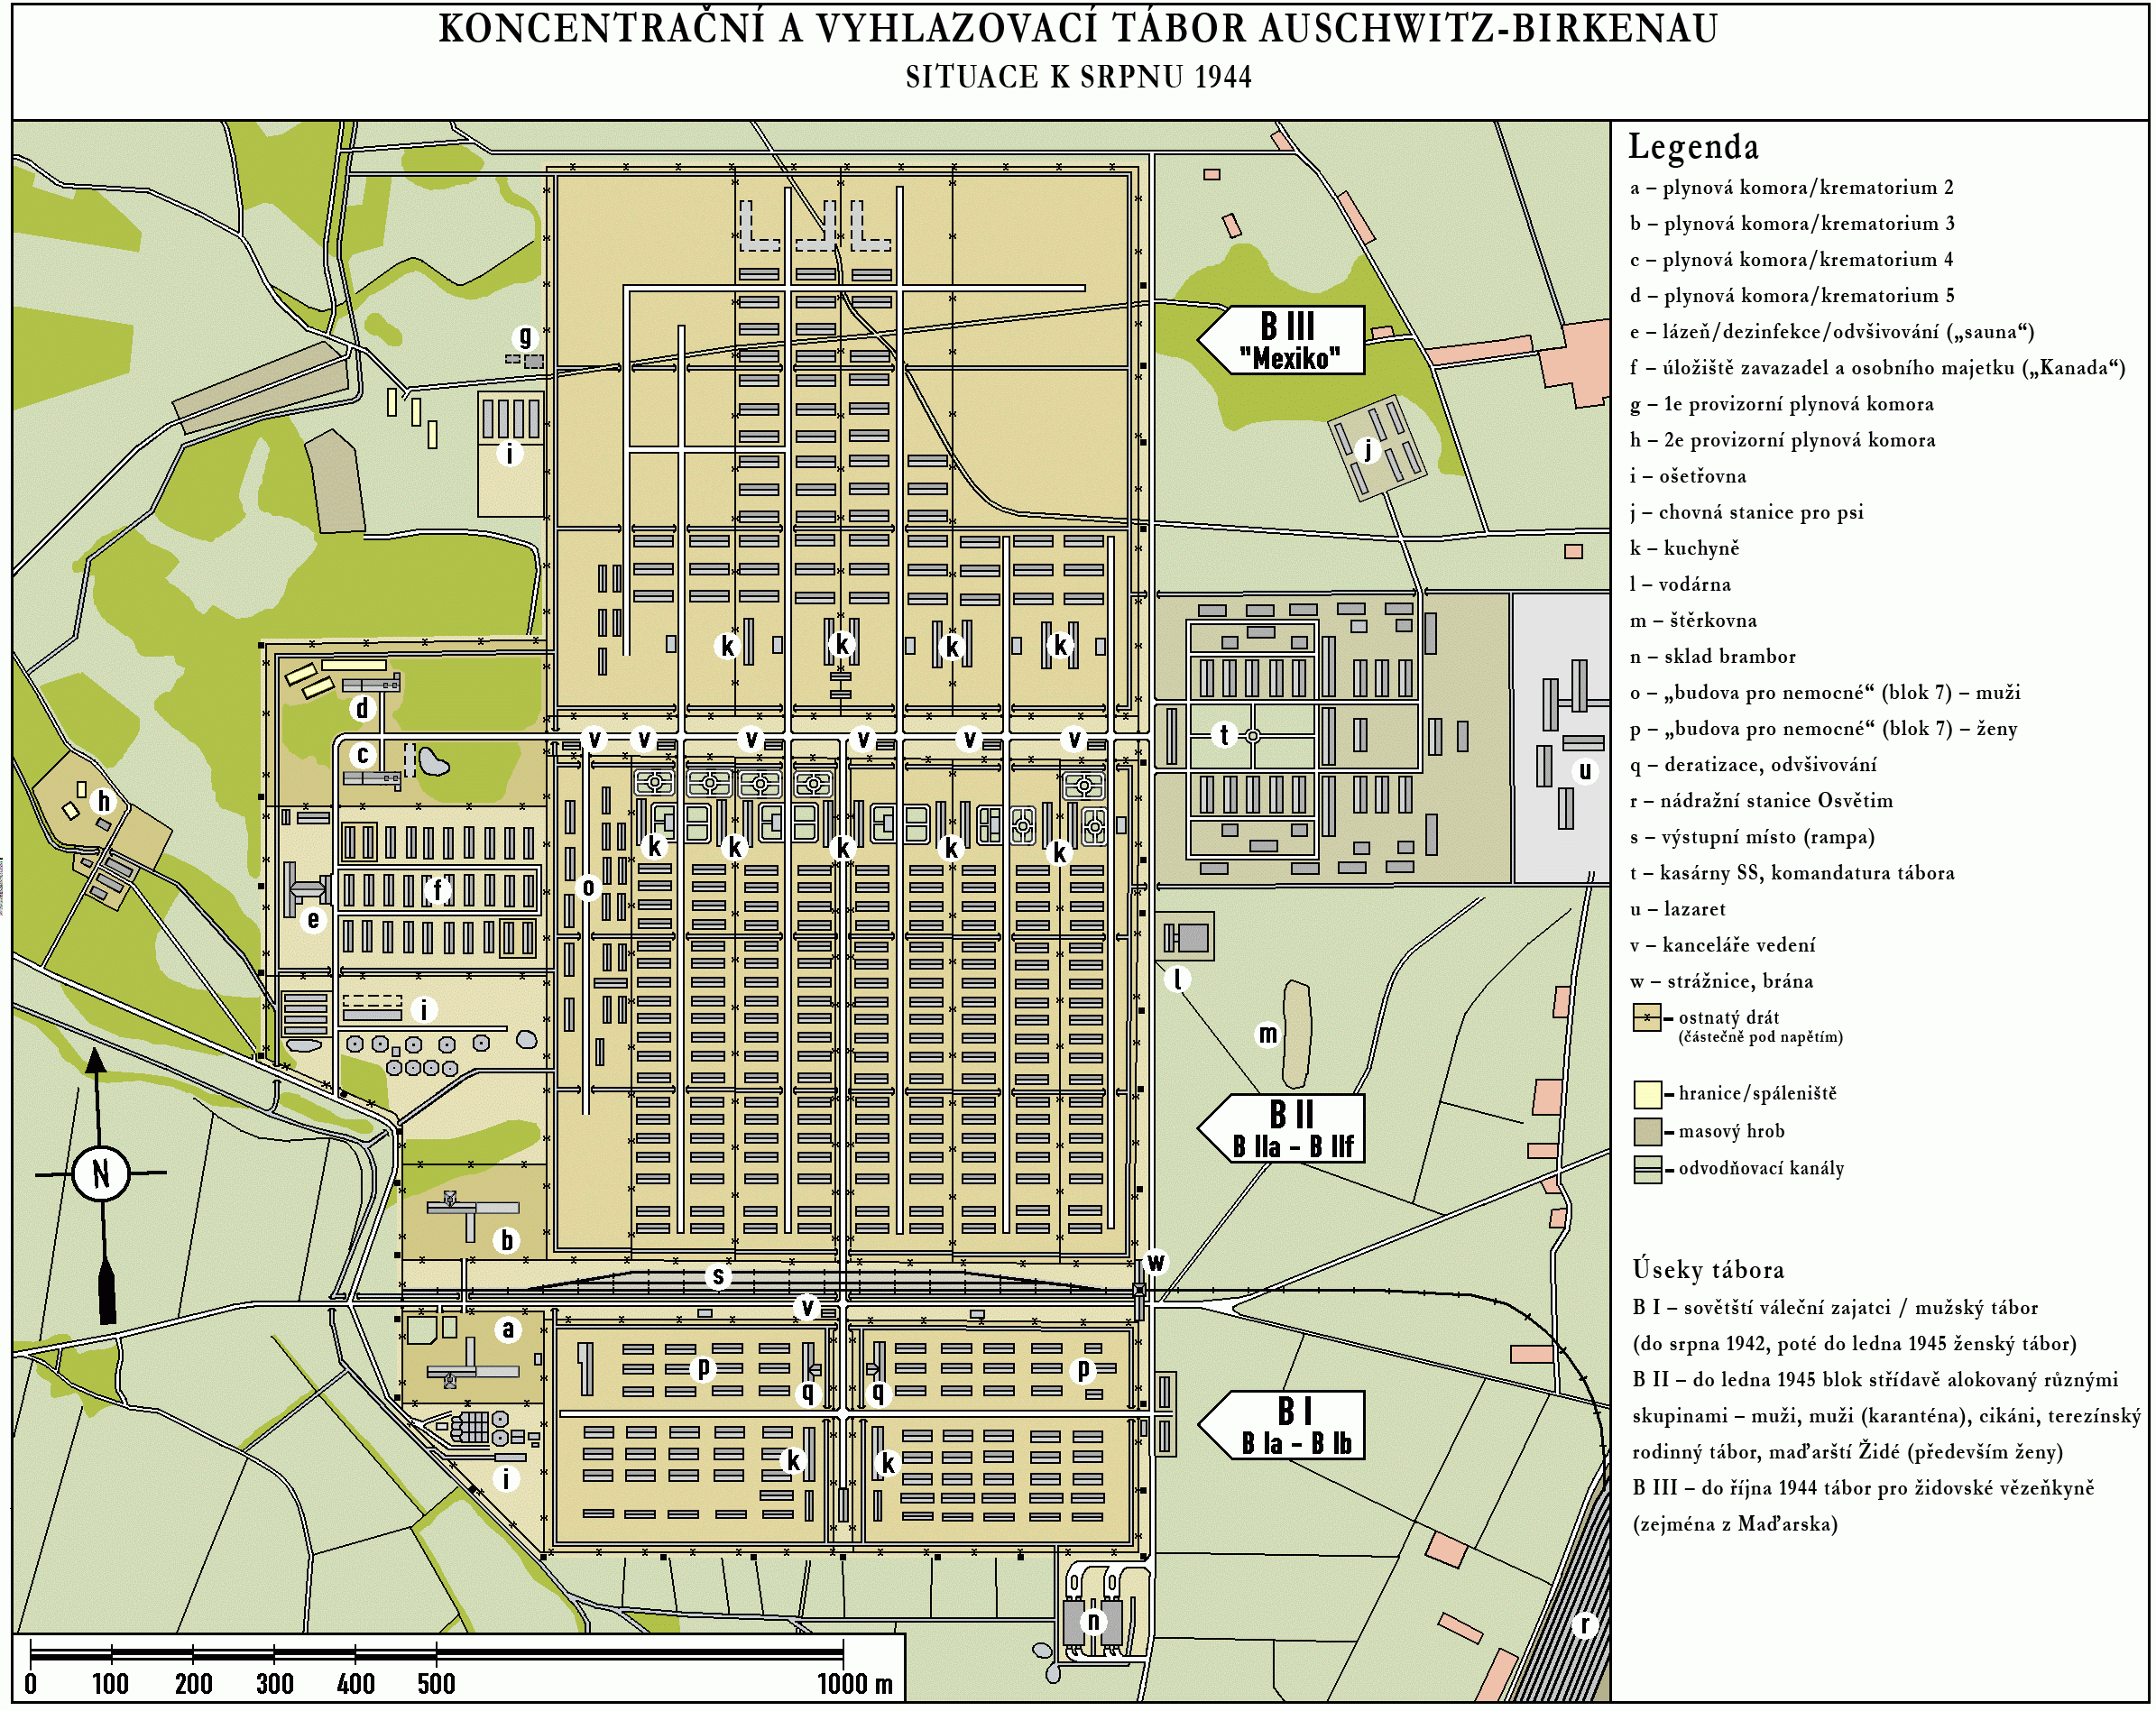 KONCENTRAČNÍ A VYHLAZOVACÍ TÁBOR AUSCHWITZ-BIRKENAU
SITUACE K SRPNU 1944
Legenda
a – plynová komora/krematorium 2
b – plynová komora/krematorium 3
c – plynová komora/krematorium 4
d – plynová komora/krematorium 5
e – lázeň/dezinfekce/odvšivování („sauna“)
f – úložiště zavazadel a osobního majetku („Kanada“)
g – 1e provizorní plynová komora
h – 2e provizorní plynová komora
i – ošetřovna
j – chovná stanice pro psi
k – kuchyně
l – vodárna
m – štěrkovna
n – sklad brambor
o – „budova pro nemocné“ (blok 7) – muži
p – „budova pro nemocné“ (blok 7) – ženy
q – deratizace, odvšivování
r – nádražní stanice Osvětim
s – výstupní místo (rampa)
t – kasárny SS, komandatura tábora
u – lazaret
v – kanceláře vedení
w – strážnice, brána
– ostnatý drát
(částečně pod napětím)
– hranice/spáleniště
– masový hrob
– odvodňovací kanály
Úseky tábora
B I – sovětští váleční zajatci / mužský tábor
(do srpna 1942, poté do ledna 1945 ženský tábor)
B II – do ledna 1945 blok střídavě alokovaný různými
skupinami – muži, muži (karanténa), cikáni, terezínský
rodinný tábor, maďarští Židé (především ženy)
B III – do října 1944 tábor pro židovské vězeňkyně
(zejména z Maďarska)
B III
"Mexiko"
g
i
j
k k k k
d
v v v v v v
t
c
u
h
k k k k k
o
f
e
l
i
m
B II
B IIa – B IIf
N
b
w
s
v
a
p
p
q q
B I
B Ia – B Ib
k k
i
n
r
0 100 200 300 400 500 1000 m